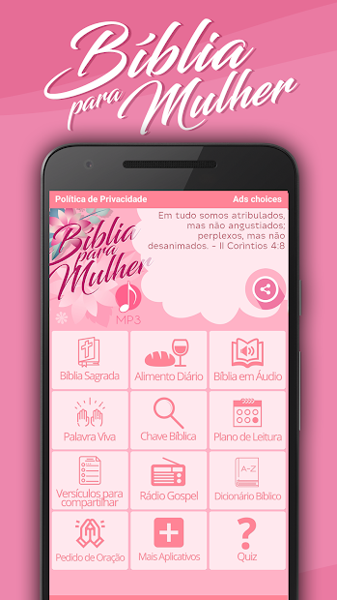 Bíblia
para
Mulher
Política de Privacidade
Ads choices
Em tudo somos atribulados,
mas não angustiados;
perplexos, mas não
desanimados. - II Coríntios 4:8
Bíblia
para
Mulher
MP3
Bíblia Sagrada
Alimento Diário
Bíblia em Áudio
Palavra Viva
Chave Bíblica
Plano de Leitura
A-Z
Versículos para
compartilhar
Rádio Gospel
Dicionário Bíblico
Pedido de Oração
Mais Aplicativos
?
Quiz